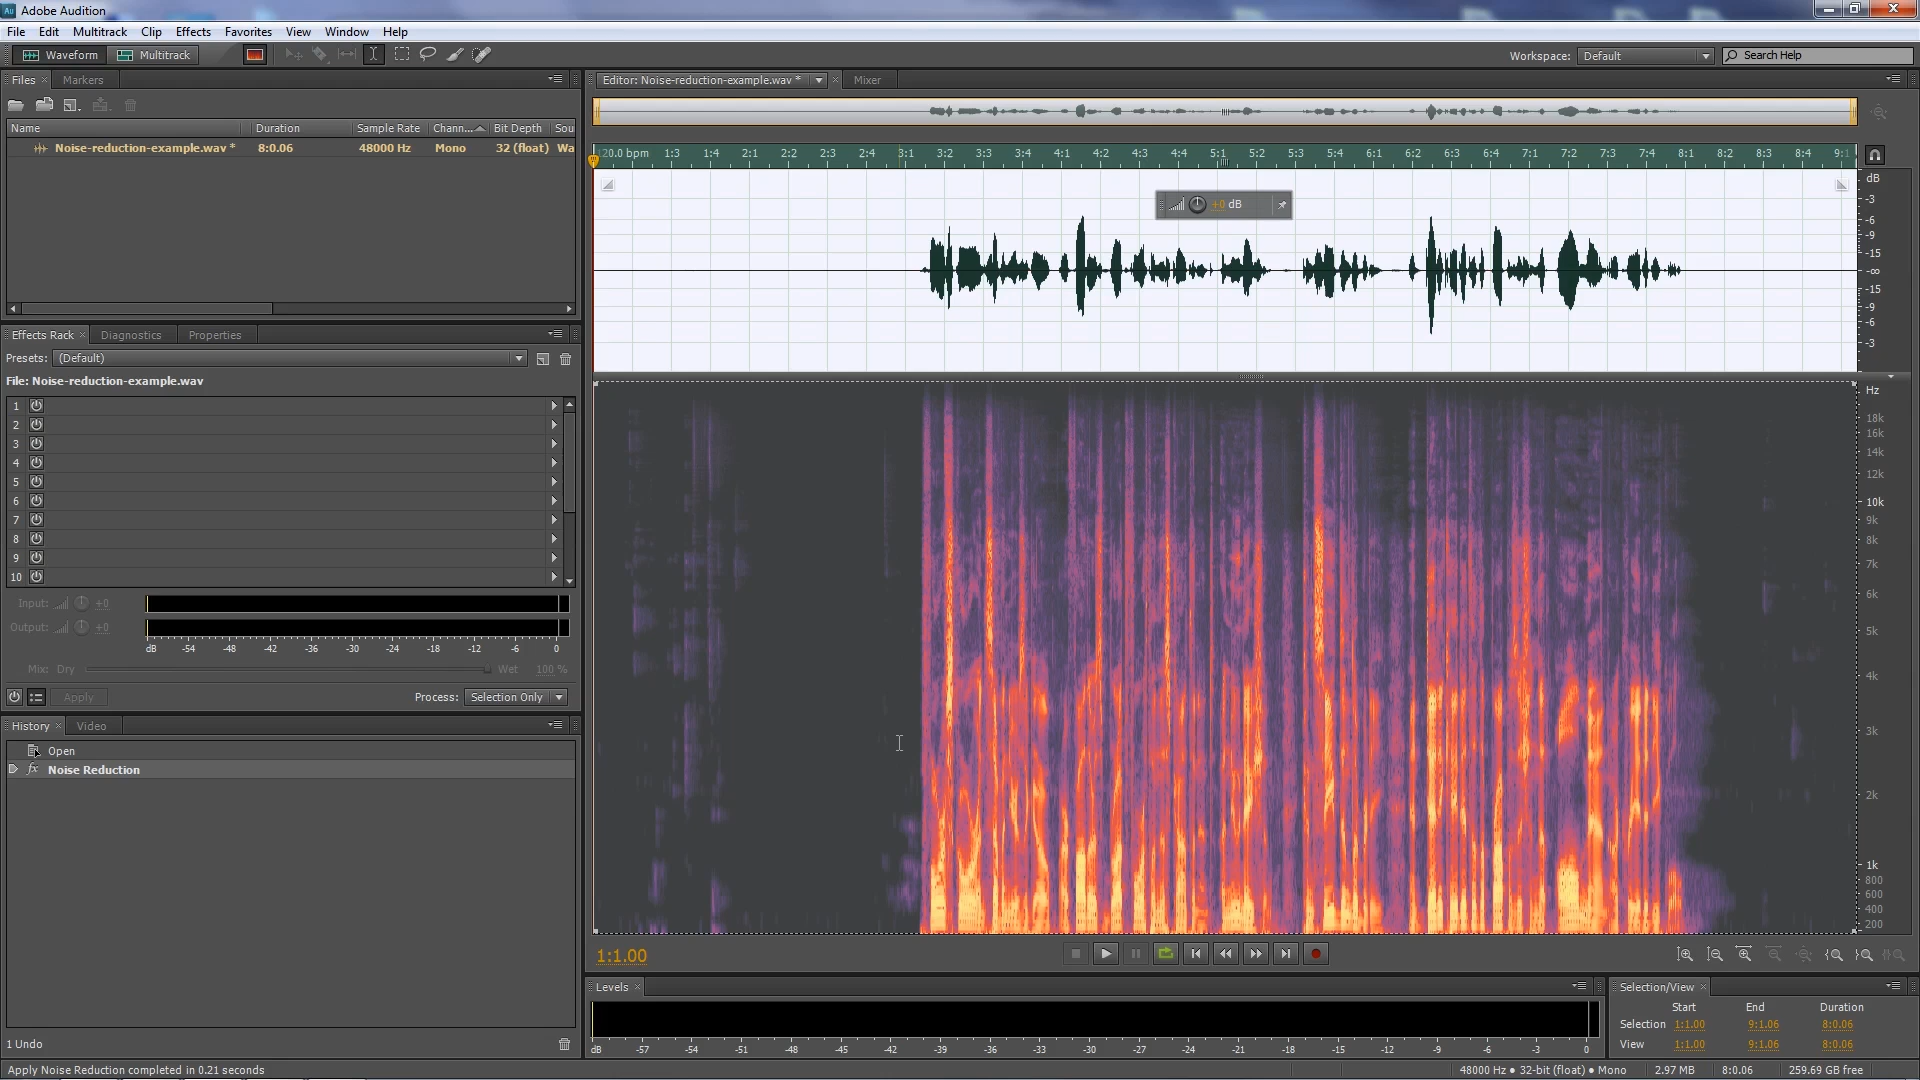 Au Adobe Audition
File Edit Multitrack Clip Effects Favorites View Window Help
Waveform Multitrack
Workspace: Default Search Help
Files × Markers
Name Duration Sample Rate Chann... Bit Depth Sou
Noise-reduction-example.wav * 8:0.06 48000 Hz Mono 32 (float) Wa
Effects Rack × Diagnostics Properties
Presets: (Default)
File: Noise-reduction-example.wav
1
2
3
4
5
6
7
8
9
10
Input: +0
Output: +0
dB -54 -48 -42 -36 -30 -24 -18 -12 -6 0
Mix: Dry Wet 100 %
Apply Process: Selection Only
History × Video
Open
fx Noise Reduction
1 Undo
Apply Noise Reduction completed in 0.21 seconds
Editor: Noise-reduction-example.wav * × Mixer
120.0 bpm 1:3 1:4 2:1 2:2 2:3 2:4 3:1 3:2 3:3 3:4 4:1 4:2 4:3 4:4 5:1 5:2 5:3 5:4 6:1 6:2 6:3 6:4 7:1 7:2 7:3 7:4 8:1 8:2 8:3 8:4 9:1
+0 dB
dB
-3
-6
-9
-15
-∞
-15
-9
-6
-3
Hz
18k
16k
14k
12k
10k
9k
8k
7k
6k
5k
4k
3k
2k
1k
800
600
400
200
1:1.00
Levels ×
dB -57 -54 -51 -48 -45 -42 -39 -36 -33 -30 -27 -24 -21 -18 -15 -12 -9 -6 -3 0
Selection/View ×
Start End Duration
Selection 1:1.00 9:1.06 8:0.06
View 1:1.00 9:1.06 8:0.06
48000 Hz ● 32-bit (float) ● Mono 2.97 MB 8:0.06 259.69 GB free